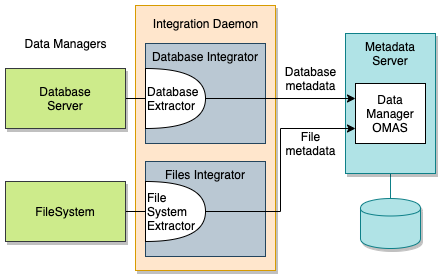 Data Managers
Integration Daemon
Metadata
Server
Database Integrator
Database
Server
Database
Extractor
Database
metadata
Data
Manager
OMAS
File
metadata
Files Integrator
FileSystem
File
System
Extractor